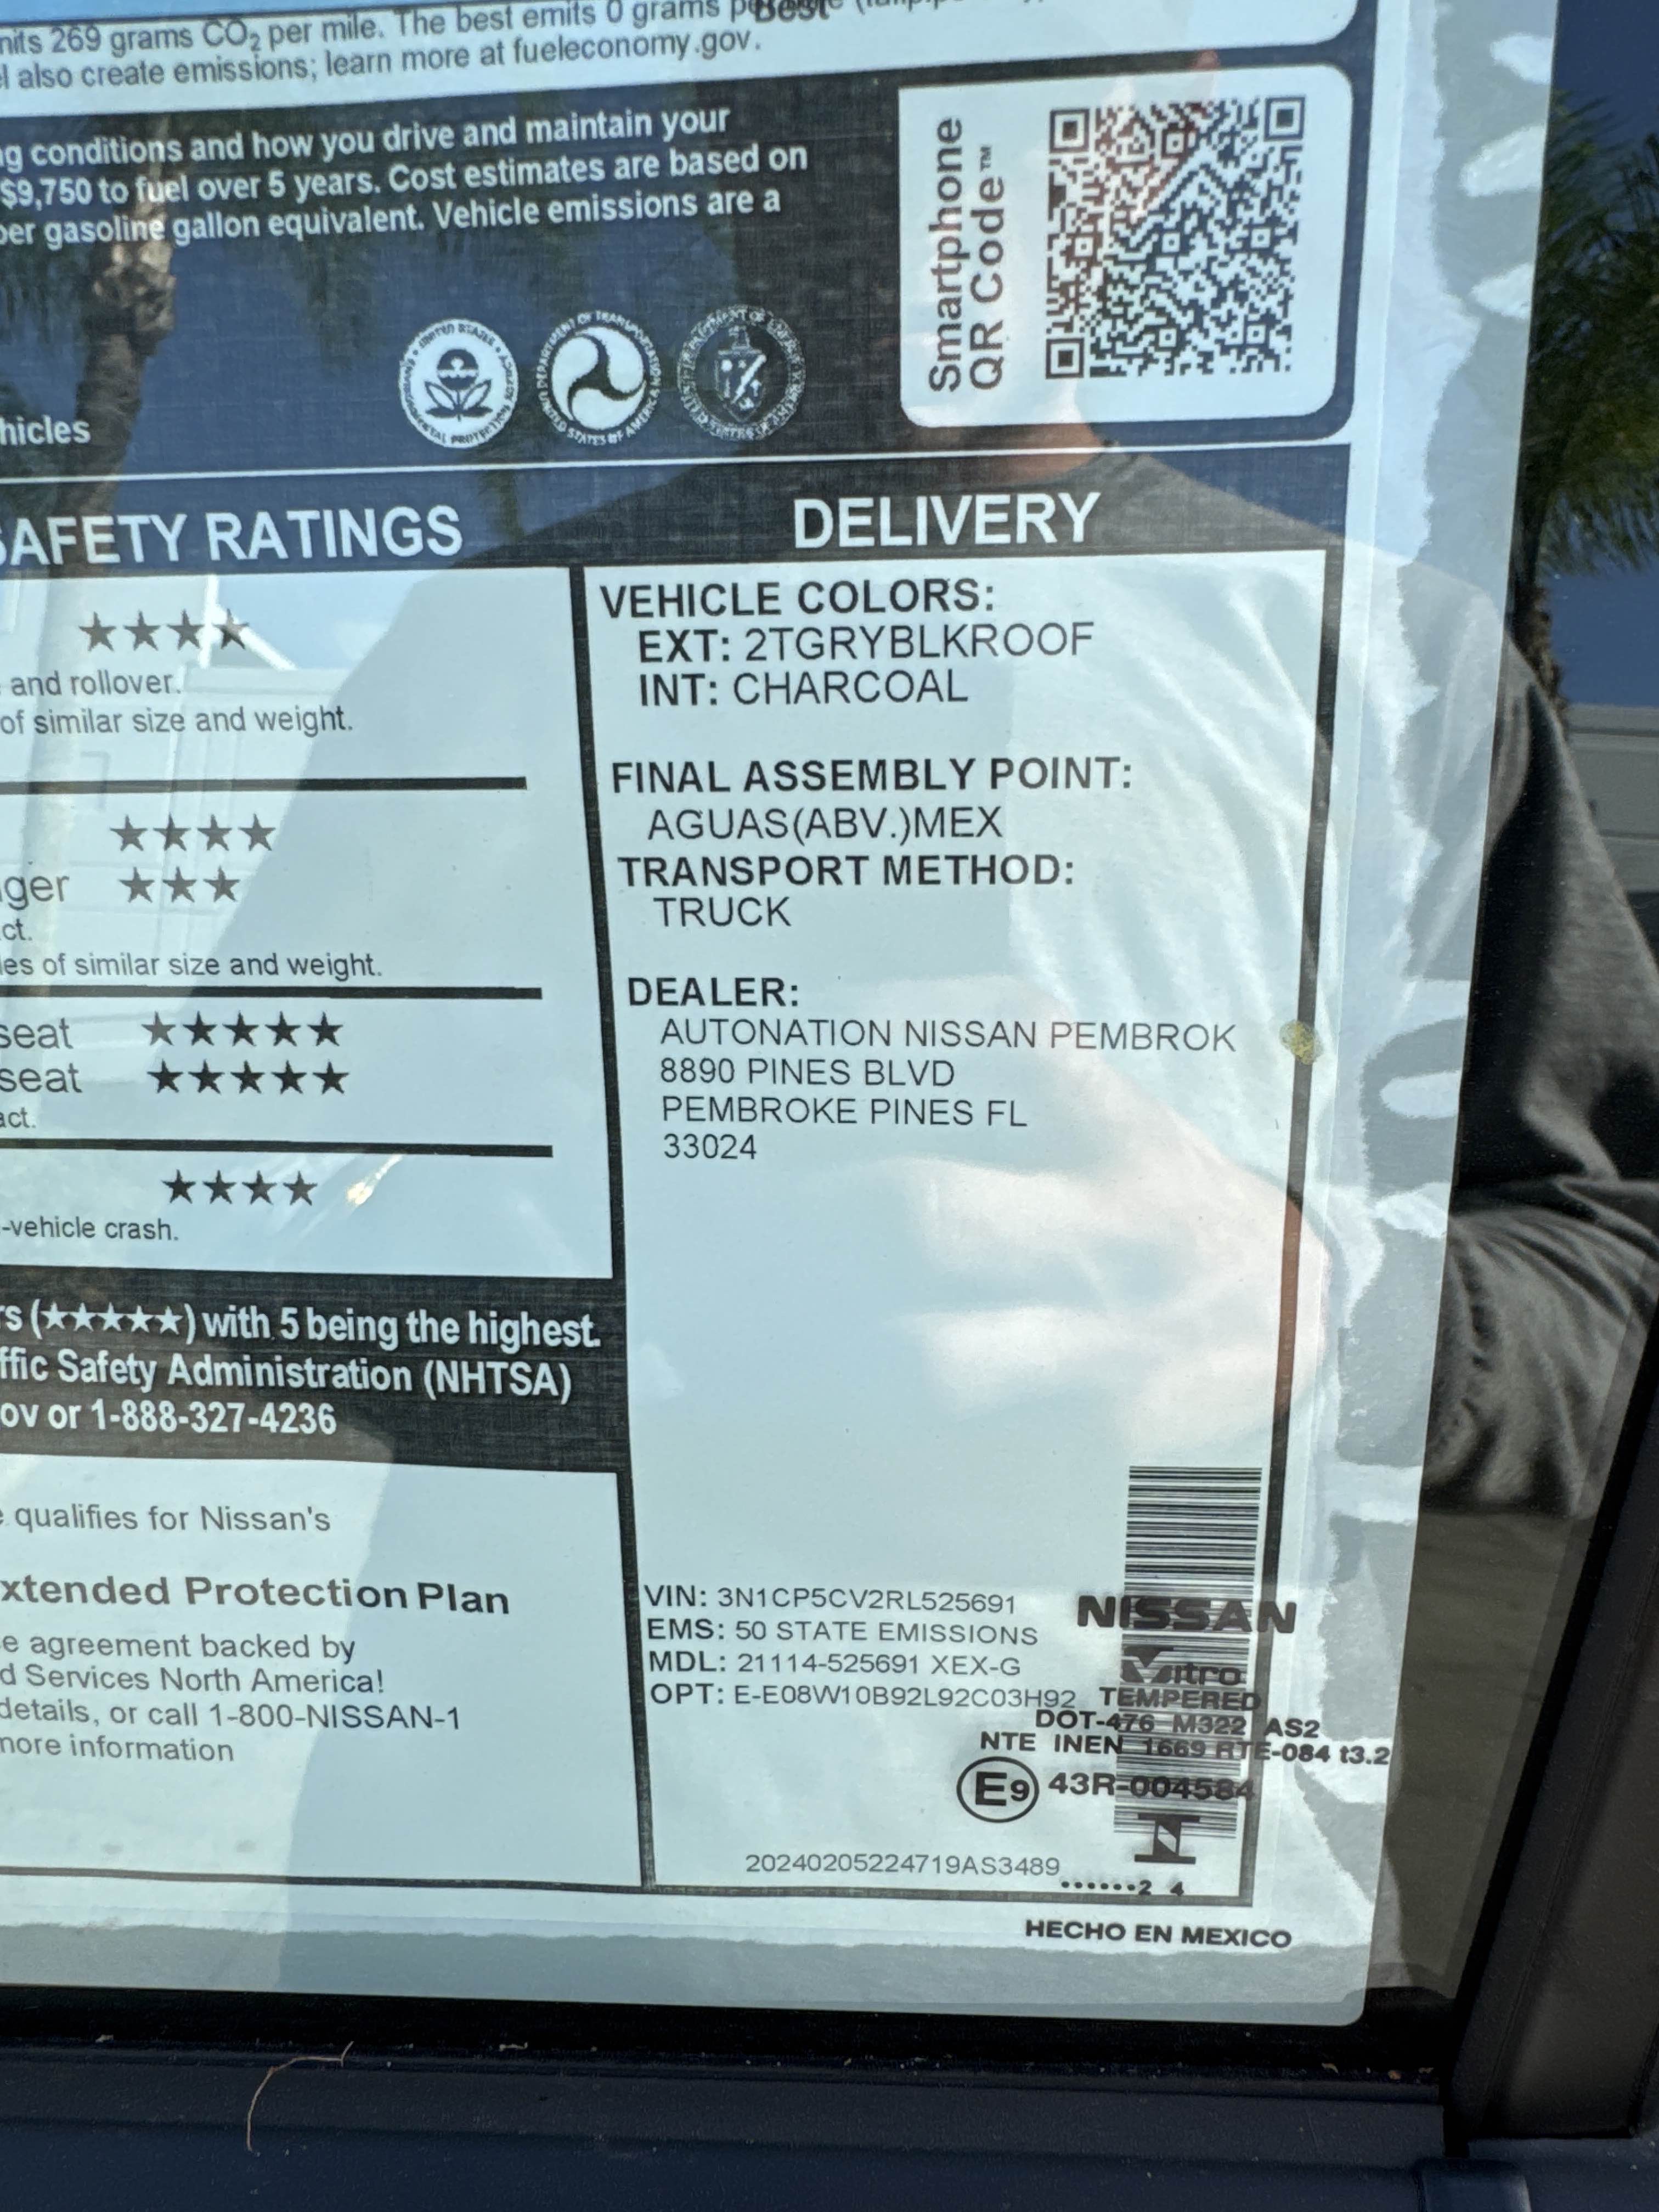 mits 269 grams CO2 per mile. The best emits 0 grams p
Best
l also create emissions; learn more at fueleconomy.gov.
ng conditions and how you drive and maintain your
$9,750 to fuel over 5 years. Cost estimates are based on
per gasoline gallon equivalent. Vehicle emissions are a
Smartphone
QR Code™
hicles
SAFETY RATINGS
★★★★
and rollover.
of similar size and weight.
★★★★
ger ★★★
ct.
les of similar size and weight.
seat ★★★★★
seat ★★★★★
act.
★★★★
-vehicle crash.
rs (★★★★★) with 5 being the highest.
ffic Safety Administration (NHTSA)
ov or 1-888-327-4236
e qualifies for Nissan's
xtended Protection Plan
e agreement backed by
d Services North America!
details, or call 1-800-NISSAN-1
more information
DELIVERY
VEHICLE COLORS:
EXT: 2TGRYBLKROOF
INT: CHARCOAL
FINAL ASSEMBLY POINT:
AGUAS(ABV.)MEX
TRANSPORT METHOD:
TRUCK
DEALER:
AUTONATION NISSAN PEMBROK
8890 PINES BLVD
PEMBROKE PINES FL
33024
VIN: 3N1CP5CV2RL525691
EMS: 50 STATE EMISSIONS
MDL: 21114-525691 XEX-G
OPT: E-E08W10B92L92C03H92
NISSAN
Vitro
TEMPERED
DOT-476 M322 AS2
NTE INEN 1669 RTE-084 t3.2
E9 43R-004584
20240205224719AS3489
......2 4
HECHO EN MEXICO